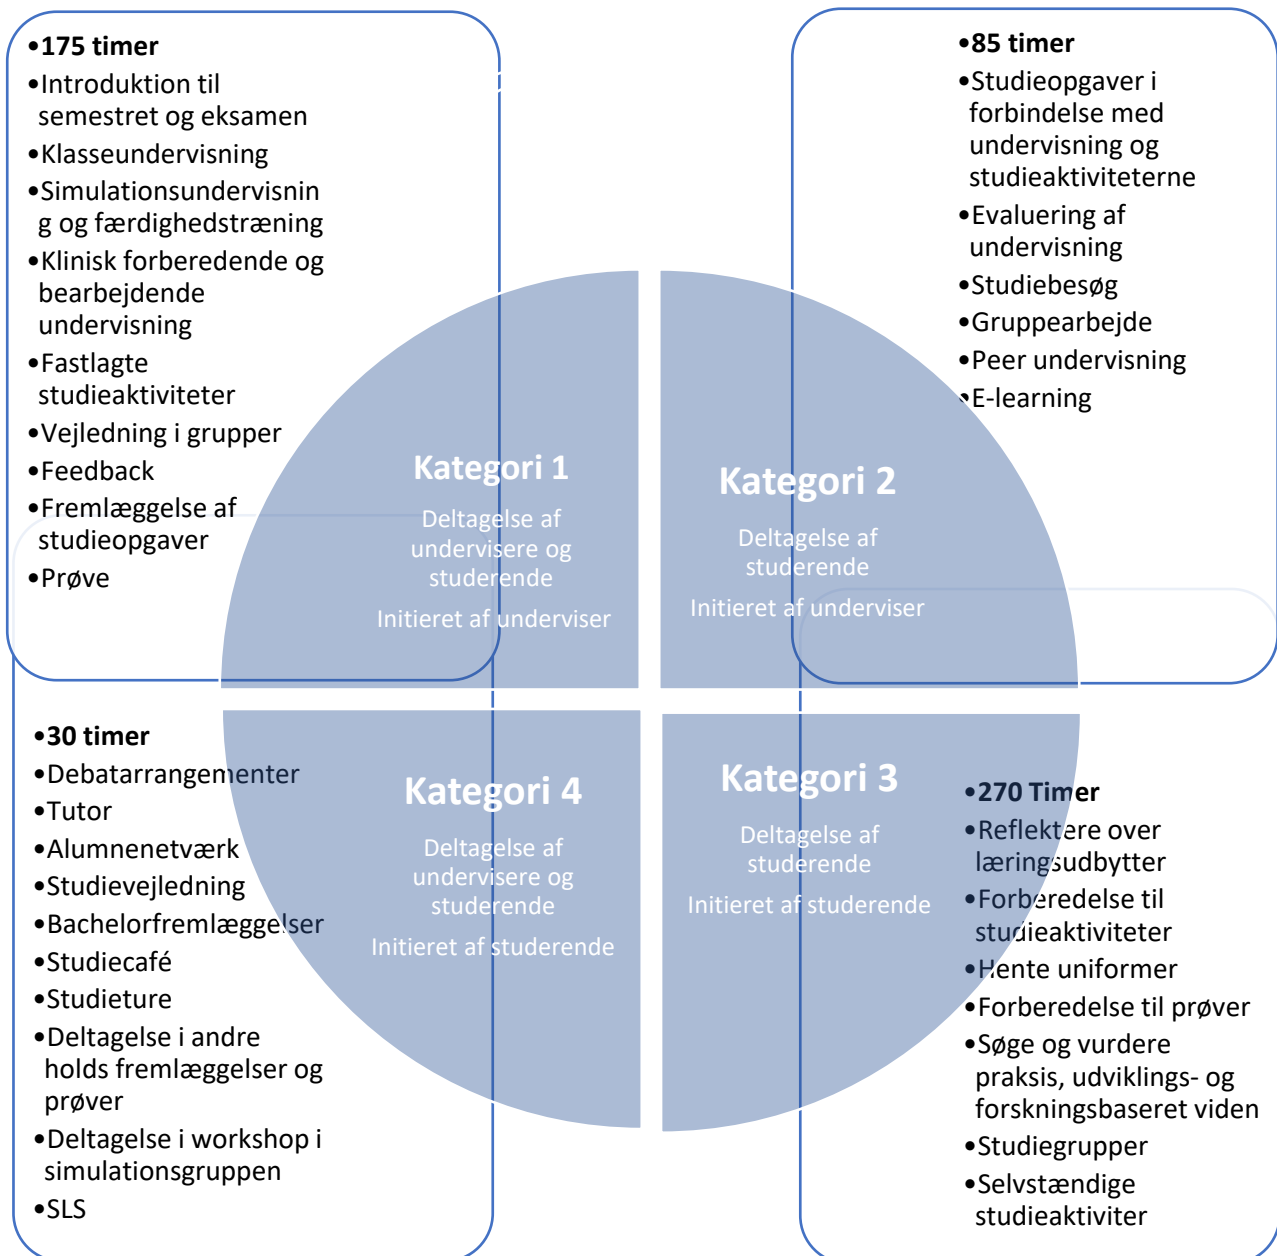 •175 timer
•Introduktion til
semestret og eksamen
•Klasseundervisning
•Simulationsundervisnin
g og færdighedstræning
•Klinisk forberedende og
bearbejdende
undervisning
•Fastlagte
studieaktiviteter
•Vejledning i grupper
•Feedback
•Fremlæggelse af
studieopgaver
•Prøve
•85 timer
•Studieopgaver i
forbindelse med
undervisning og
studieaktiviteterne
•Evaluering af
undervisning
•Studiebesøg
•Gruppearbejde
•Peer undervisning
•E-learning
Kategori 1
Deltagelse af
undervisere og
studerende
Initieret af underviser
Kategori 2
Deltagelse af
studerende
Initieret af underviser
•30 timer
•Debatarrangementer
•Tutor
•Alumnenetværk
•Studievejledning
•Bachelorfremlæggelser
•Studiecafé
•Studieture
•Deltagelse i andre
holds fremlæggelser og
prøver
•Deltagelse i workshop i
simulationsgruppen
•SLS
Kategori 4
Deltagelse af
undervisere og
studerende
Initieret af studerende
Kategori 3
Deltagelse af
studerende
Initieret af studerende
•270 Timer
•Reflektere over
læringsudbytter
•Forberedelse til
studieaktiviteter
•Hente uniformer
•Forberedelse til prøver
•Søge og vurdere
praksis, udviklings- og
forskningsbaseret viden
•Studiegrupper
•Selvstændige
studieaktiviter